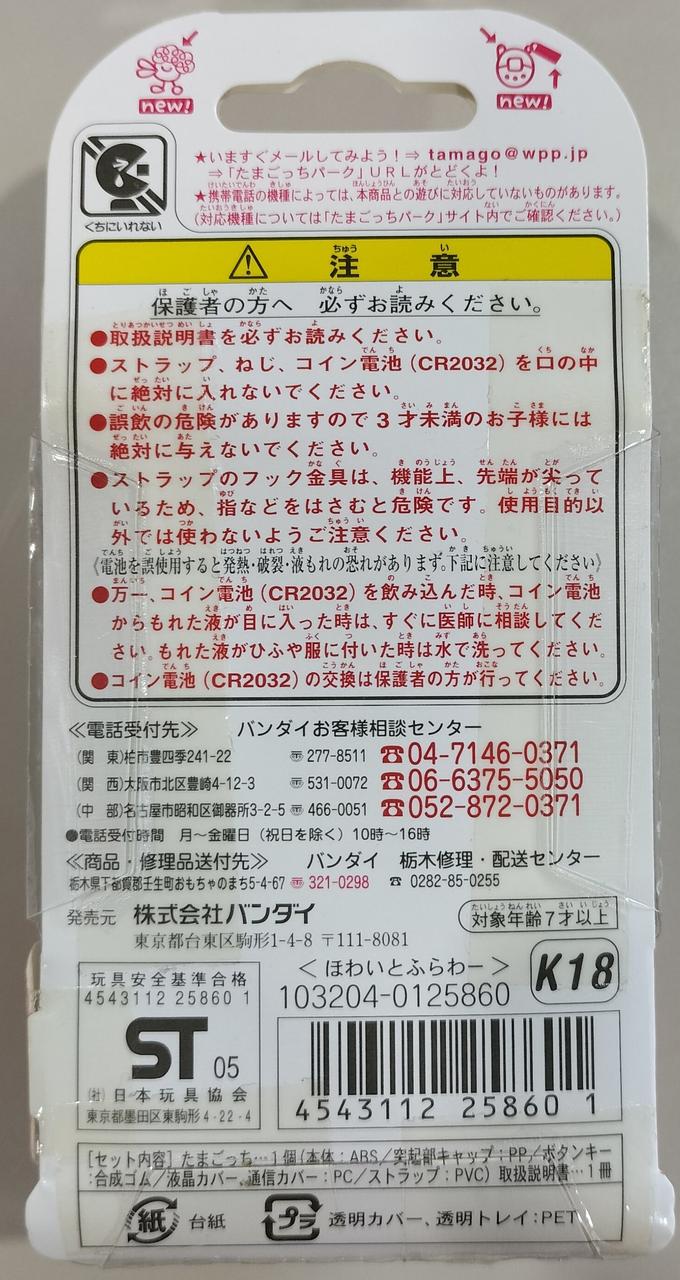 new!
new!
★いますぐメールしてみよう！⇒ tamago@wpp.jp
⇒「たまごっちパーク」ＵＲＬがとどくよ！
★携帯電話の機種によっては、本商品との遊びに対応していないものがあります。
（対応機種については「たまごっちパーク」サイト内でご確認ください。）
くちにいれない
注意
保護者の方へ 必ずお読みください。
●取扱説明書を必ずお読みください。
●ストラップ、ねじ、コイン電池（CR2032）を口の中
に絶対に入れないでください。
●誤飲の危険がありますので３才未満のお子様には
絶対に与えないでください。
●ストラップのフック金具は、機能上、先端が尖って
いるため、指などをはさむと危険です。使用目的以
外では使わないようご注意ください。
《電池を誤使用すると発熱・破裂・液もれの恐れがあります。下記に注意してください》
●万一、コイン電池（CR2032）を飲み込んだ時、コイン電池
からもれた液が目に入った時は、すぐに医師に相談してくだ
さい。もれた液がひふや服に付いた時は水で洗ってください。
●コイン電池（CR2032）の交換は保護者の方が行ってください。
≪電話受付先≫ バンダイお客様相談センター
（関 東）柏市豊四季241-22 〒277-8511 ☎04-7146-0371
（関 西）大阪市北区豊崎4-12-3 〒531-0072 ☎06-6375-5050
（中 部）名古屋市昭和区御器所3-2-5 〒466-0051 ☎052-872-0371
●電話受付時間 月～金曜日（祝日を除く）10時～16時
≪商品・修理品送付先≫ バンダイ 栃木修理・配送センター
栃木県下都賀郡壬生町おもちゃのまち5-4-67 〒321-0298 ☎ 0282-85-0255
発売元 株式会社バンダイ
東京都台東区駒形1-4-8 〒111-8081
対象年齢７才以上
＜ほわいとふらわー＞
103204-0125860
K18
玩具安全基準合格
4543112 25860 1
ST 05
(社)日本玩具協会
東京都墨田区東駒形4-22-4
4543112 25860 1
［セット内容］たまごっち…１個（本体：ABS／突起部キャップ：PP／ボタンキー
：合成ゴム／液晶カバー、通信カバー：PC／ストラップ：PVC）取扱説明書…１冊
紙 台紙 プラ 透明カバー、透明トレイ：PET